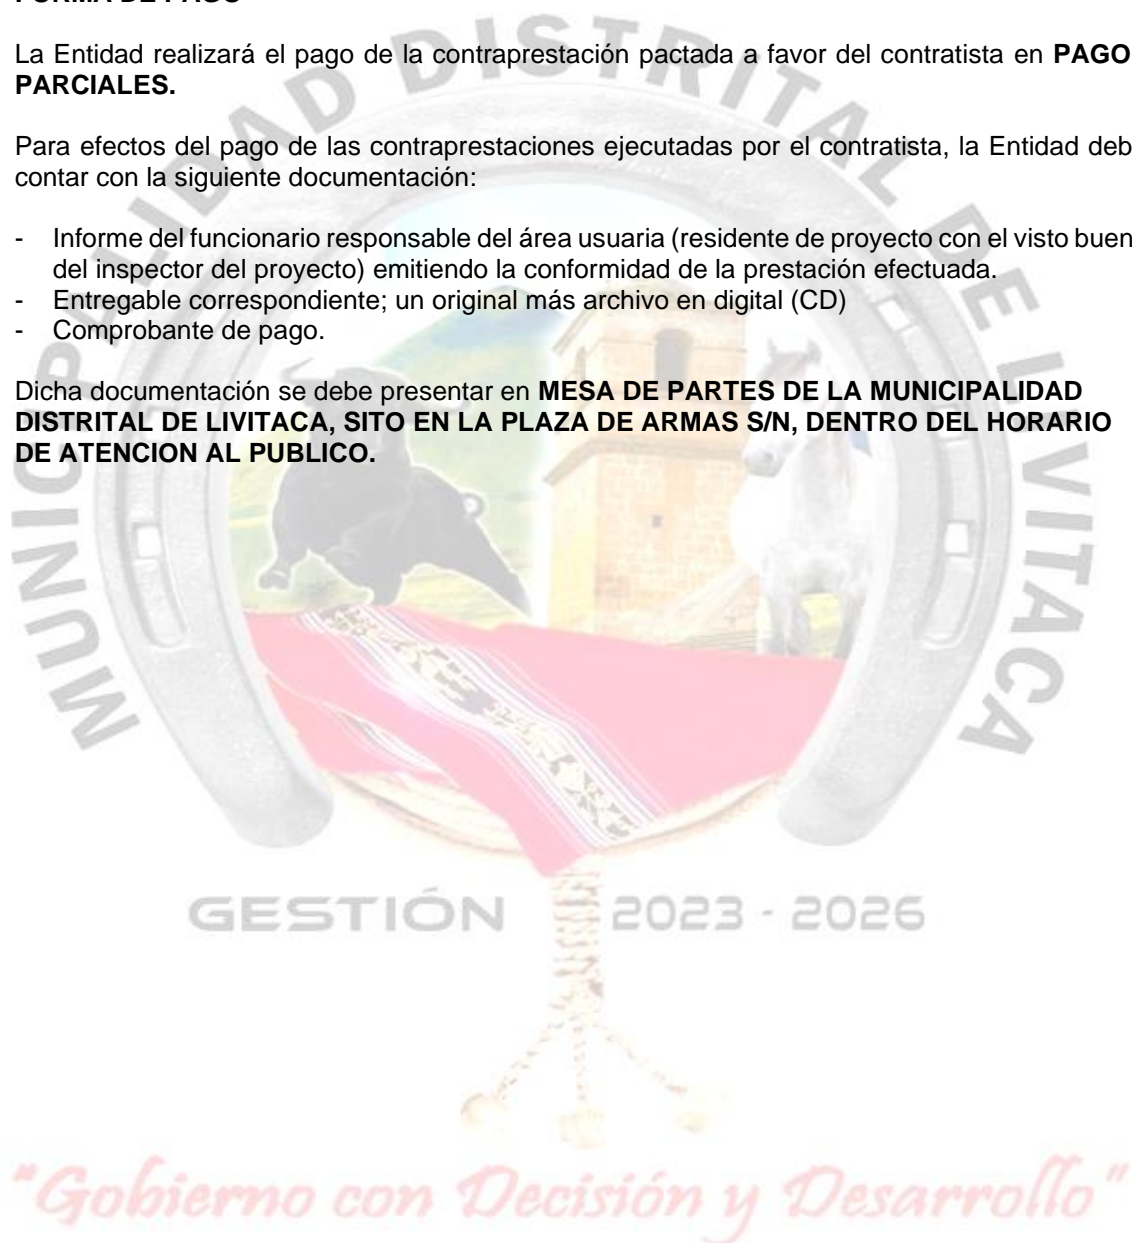 FORMA DE PAGO
La Entidad realizará el pago de la contraprestación pactada a favor del contratista en PAGO
PARCIALES.
Para efectos del pago de las contraprestaciones ejecutadas por el contratista, la Entidad deb
contar con la siguiente documentación:
- Informe del funcionario responsable del área usuaria (residente de proyecto con el visto buen
del inspector del proyecto) emitiendo la conformidad de la prestación efectuada.
- Entregable correspondiente; un original más archivo en digital (CD)
- Comprobante de pago.
Dicha documentación se debe presentar en MESA DE PARTES DE LA MUNICIPALIDAD
DISTRITAL DE LIVITACA, SITO EN LA PLAZA DE ARMAS S/N, DENTRO DEL HORARIO
DE ATENCION AL PUBLICO.
MUNICIPALIDAD DISTRITAL DE LIVITACA
GESTIÓN 2023 - 2026
"Gobierno con Decisión y Desarrollo"